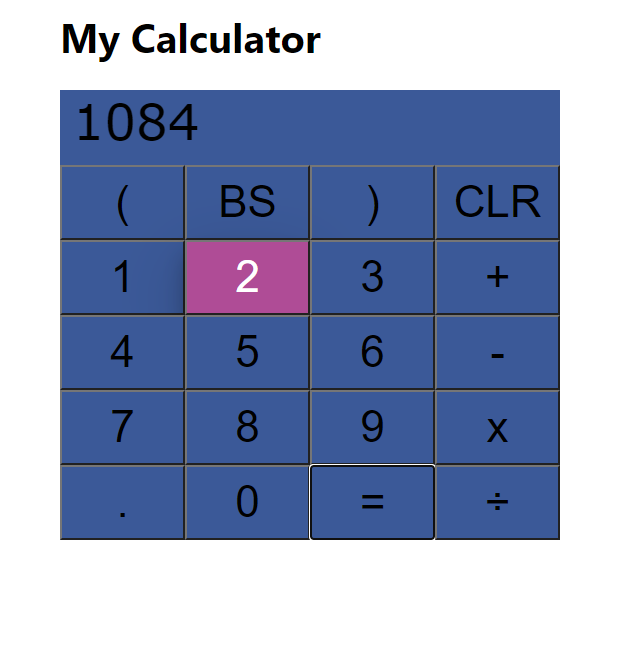 My Calculator
1084
( BS ) CLR
1 2 3 +
4 5 6 -
7 8 9 x
. 0 = ÷